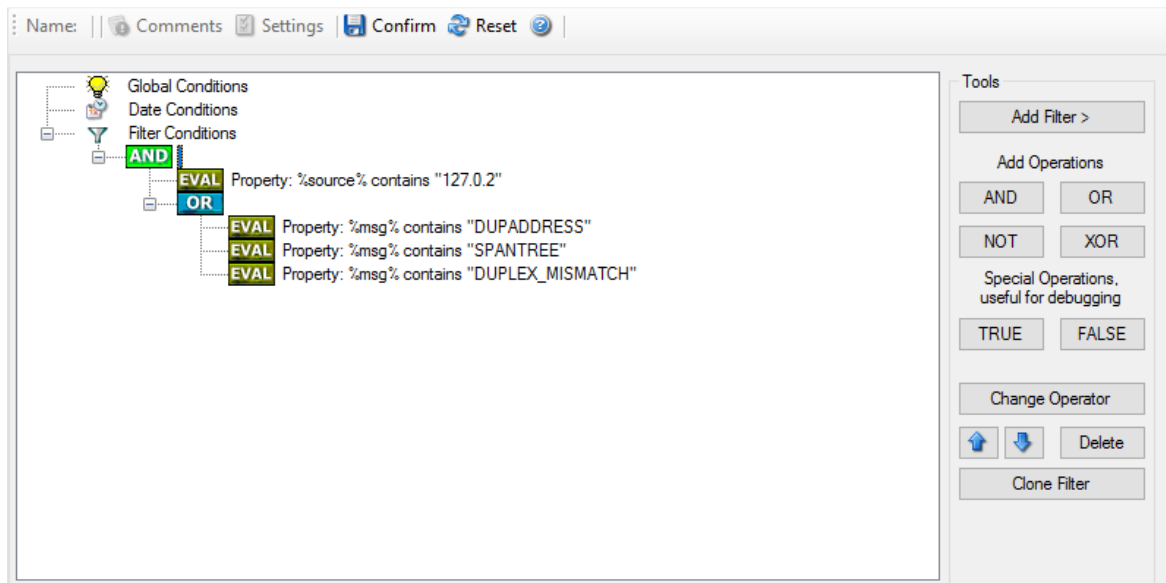 Name: Comments Settings Confirm Reset
Global Conditions
Date Conditions
Filter Conditions
AND
EVAL Property: %source% contains "127.0.2"
OR
EVAL Property: %msg% contains "DUPADDRESS"
EVAL Property: %msg% contains "SPANTREE"
EVAL Property: %msg% contains "DUPLEX_MISMATCH"
Tools
Add Filter >
Add Operations
AND OR
NOT XOR
Special Operations,
useful for debugging
TRUE FALSE
Change Operator
Delete
Clone Filter